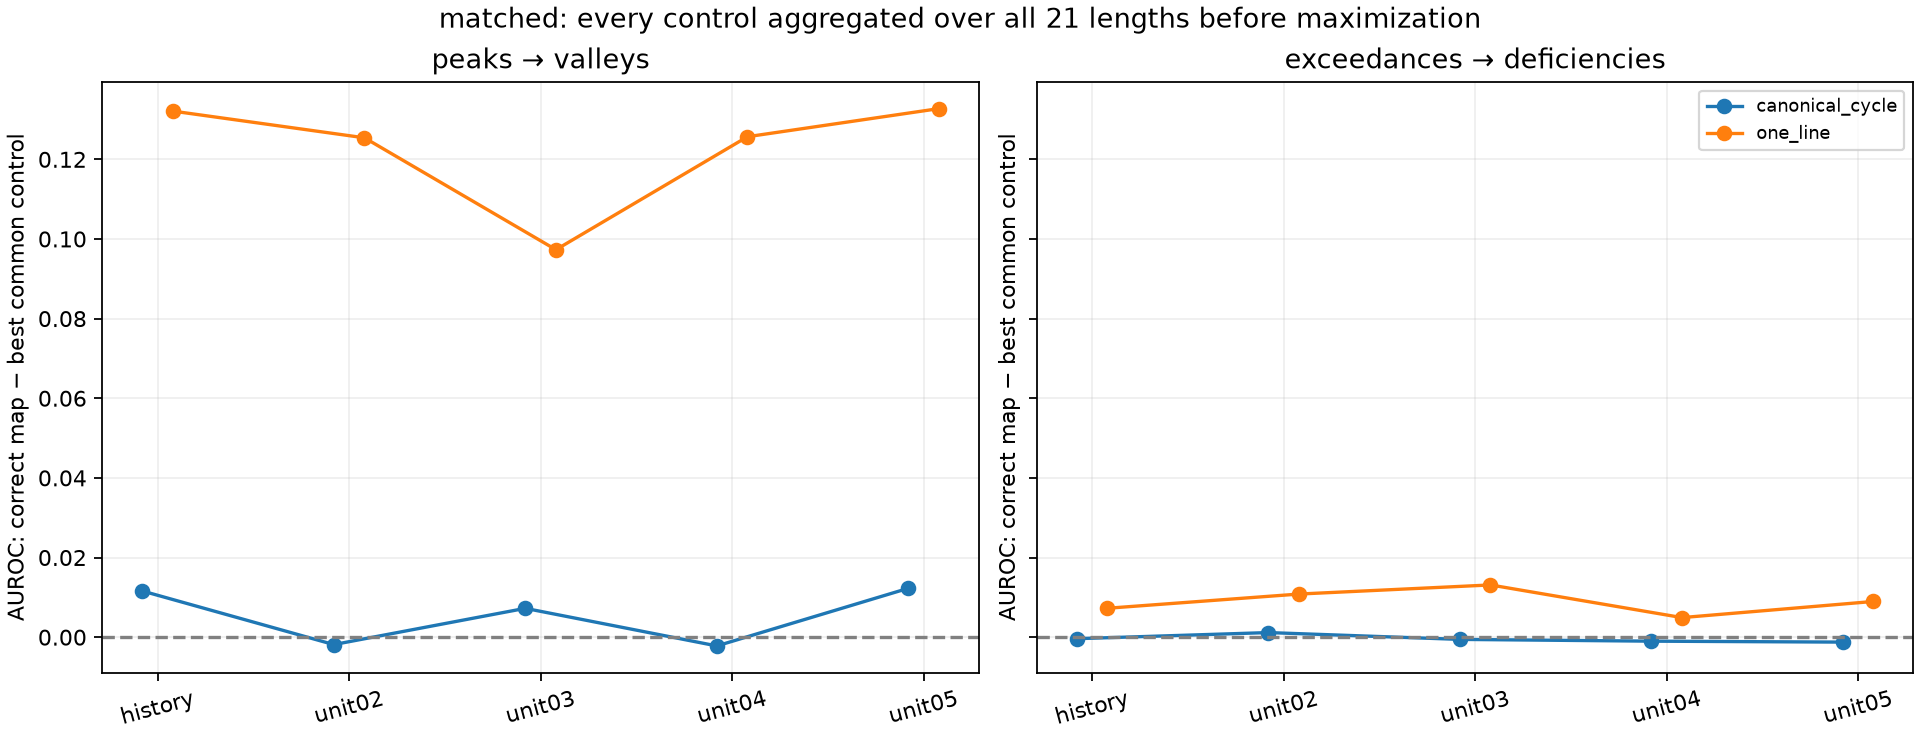 matched: every control aggregated over all 21 lengths before maximization
peaks → valleys
AUROC: correct map − best common control
0.12
0.10
0.08
0.06
0.04
0.02
0.00
history
unit02
unit03
unit04
unit05
exceedances → deficiencies
AUROC: correct map − best common control
canonical_cycle
one_line
history
unit02
unit03
unit04
unit05